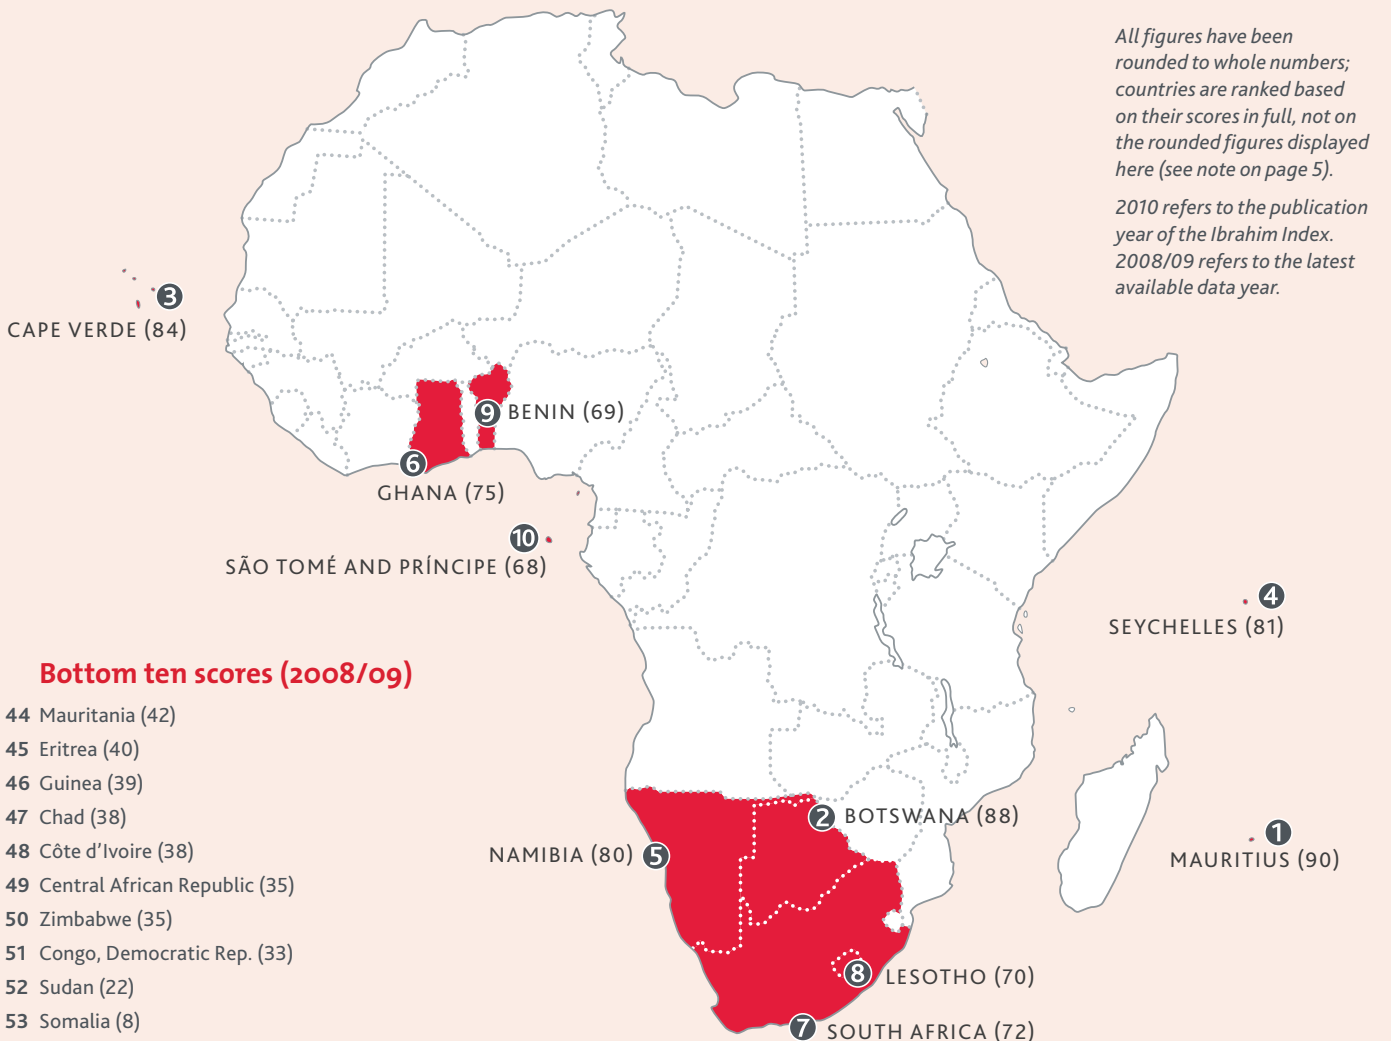 All figures have been
rounded to whole numbers;
countries are ranked based
on their scores in full, not on
the rounded figures displayed
here (see note on page 5).
2010 refers to the publication
year of the Ibrahim Index.
2008/09 refers to the latest
available data year.
3
CAPE VERDE (84)
9 BENIN (69)
6
GHANA (75)
10
SÃO TOMÉ AND PRÍNCIPE (68)
4
SEYCHELLES (81)
2 BOTSWANA (88)
1
MAURITIUS (90)
NAMIBIA (80) 5
8 LESOTHO (70)
7 SOUTH AFRICA (72)
Bottom ten scores (2008/09)
44 Mauritania (42)
45 Eritrea (40)
46 Guinea (39)
47 Chad (38)
48 Côte d’Ivoire (38)
49 Central African Republic (35)
50 Zimbabwe (35)
51 Congo, Democratic Rep. (33)
52 Sudan (22)
53 Somalia (8)